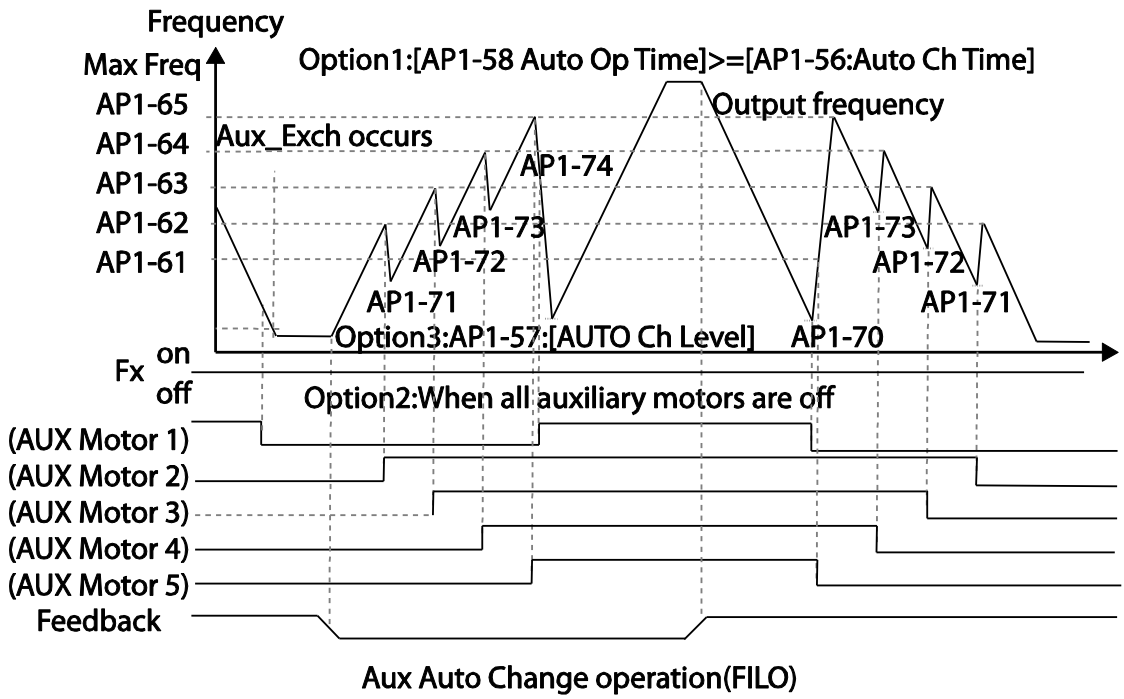 Frequency
Max Freq
Option1:[AP1-58 Auto Op Time]>=[AP1-56:Auto Ch Time]
AP1-65
Output frequency
AP1-64
Aux_Exch occurs
AP1-74
AP1-63
AP1-62
AP1-73
AP1-73
AP1-61
AP1-72
AP1-72
AP1-71
AP1-71
Option3:AP1-57:[AUTO Ch Level]
AP1-70
on
Fx
off
Option2:When all auxiliary motors are off
(AUX Motor 1)
(AUX Motor 2)
(AUX Motor 3)
(AUX Motor 4)
(AUX Motor 5)
Feedback
Aux Auto Change operation(FILO)